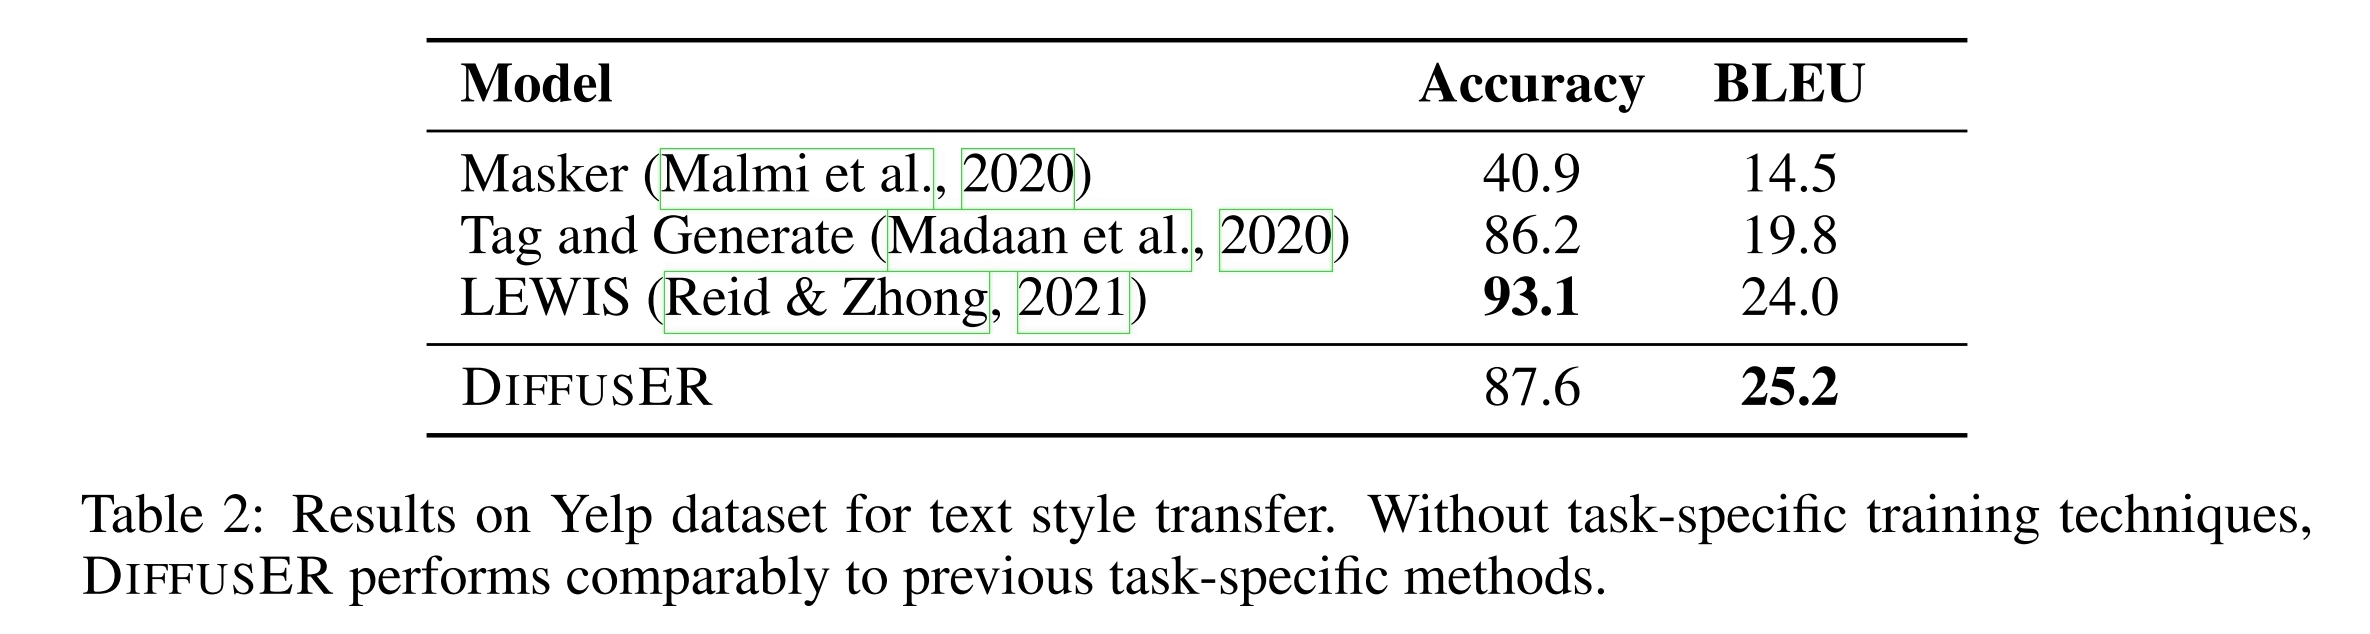 Model Accuracy BLEU
Masker (Malmi et al., 2020) 40.9 14.5
Tag and Generate (Madaan et al., 2020) 86.2 19.8
LEWIS (Reid & Zhong, 2021) 93.1 24.0
DIFFUSER 87.6 25.2
Table 2: Results on Yelp dataset for text style transfer. Without task-specific training techniques,
DIFFUSER performs comparably to previous task-specific methods.